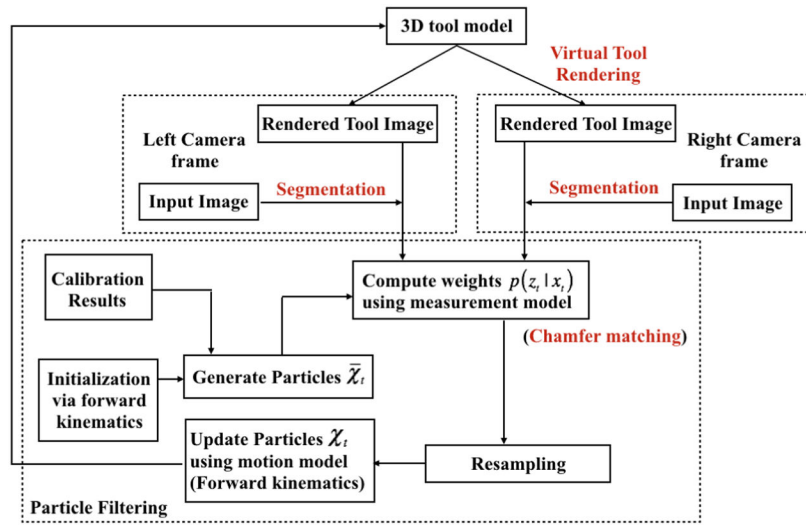 3D tool model
Virtual Tool
Rendering
Rendered Tool Image
Rendered Tool Image
Left Camera
frame
Right Camera
frame
Segmentation
Segmentation
Input Image
Input Image
Calibration
Results
Compute weights p(z_t | x_t)
using measurement model
(Chamfer matching)
Initialization
via forward
kinematics
Generate Particles χ̄_t
Update Particles χ_t
using motion model
(Forward kinematics)
Resampling
Particle Filtering